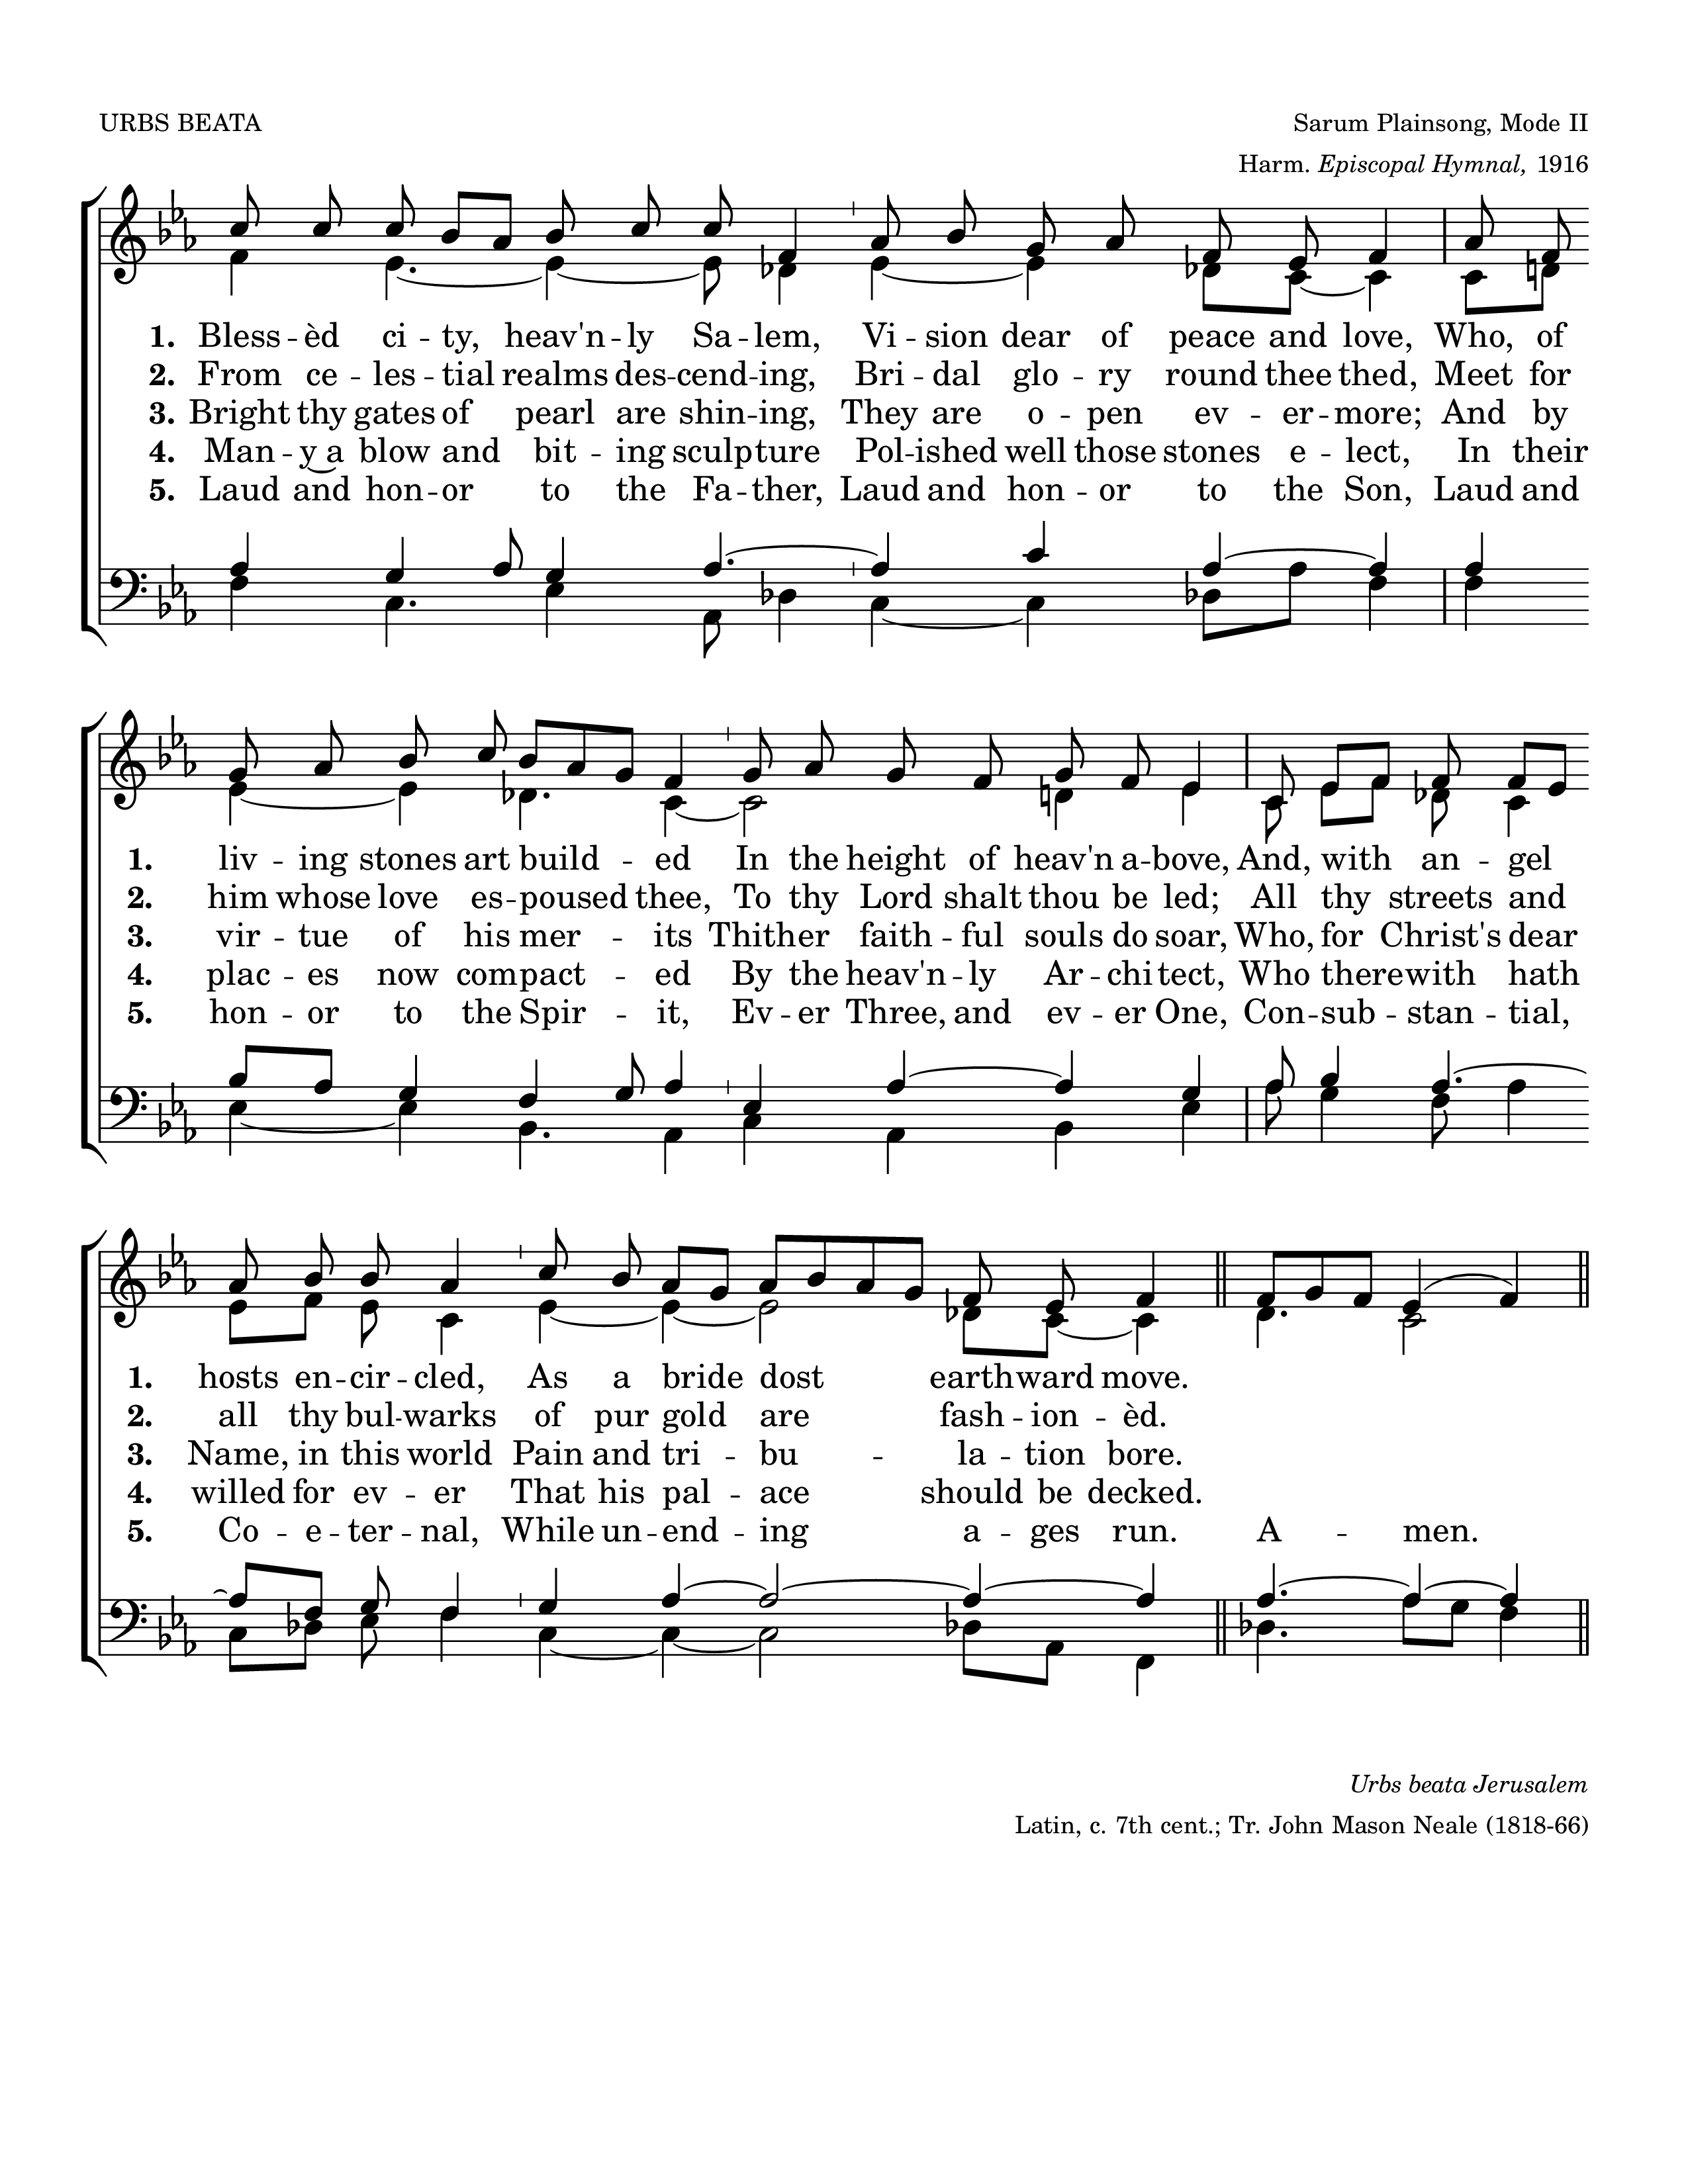 URBS BEATA
Sarum Plainsong, Mode II
Harm. Episcopal Hymnal, 1916
1. Bless -- èd ci -- ty, heav'n -- ly Sa -- lem, Vi -- sion dear of peace and love, Who, of
2. From ce -- les -- tial realms des -- cend -- ing, Bri -- dal glo -- ry round thee thed, Meet for
3. Bright thy gates of pearl are shin -- ing, They are o -- pen ev -- er -- more; And by
4. Man -- y a blow and bit -- ing sculpture Pol -- ished well those stones e -- lect, In their
5. Laud and hon -- or to the Fa -- ther, Laud and hon -- or to the Son, Laud and
1. liv -- ing stones art build -- ed In the height of heav'n a -- bove, And, with an -- gel
2. him whose love es -- poused thee, To thy Lord shalt thou be led; All thy streets and
3. vir -- tue of his mer -- its Thither faith -- ful souls do soar, Who, for Christ's dear
4. plac -- es now compact -- ed By the heav'n -- ly Ar -- chitect, Who therewith hath
5. hon -- or to the Spir -- it, Ev -- er Three, and ev -- er One, Con -- sub -- stan -- tial,
1. hosts en -- cir -- cled, As a bride dost earthward move.
2. all thy bul -- warks of pur gold are fash -- ion -- èd.
3. Name, in this world Pain and tri -- bu -- la -- tion bore.
4. willed for ev -- er That his pal -- ace should be decked.
5. Co -- e -- ter -- nal, While un -- end -- ing a -- ges run. A -- men.
Urbs beata Jerusalem
Latin, c. 7th cent.; Tr. John Mason Neale (1818-66)